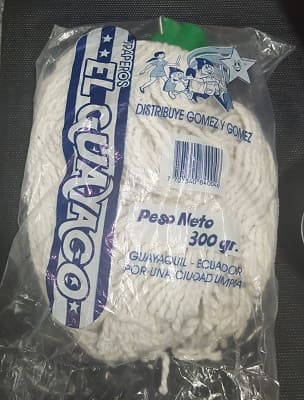 TRAPEROS
EL GUAYACO
DISTRIBUYE GOMEZ Y GOMEZ
Peso Neto
300 gr.
GUAYAQUIL - ECUADOR
POR UNA CIUDAD LIMPIA